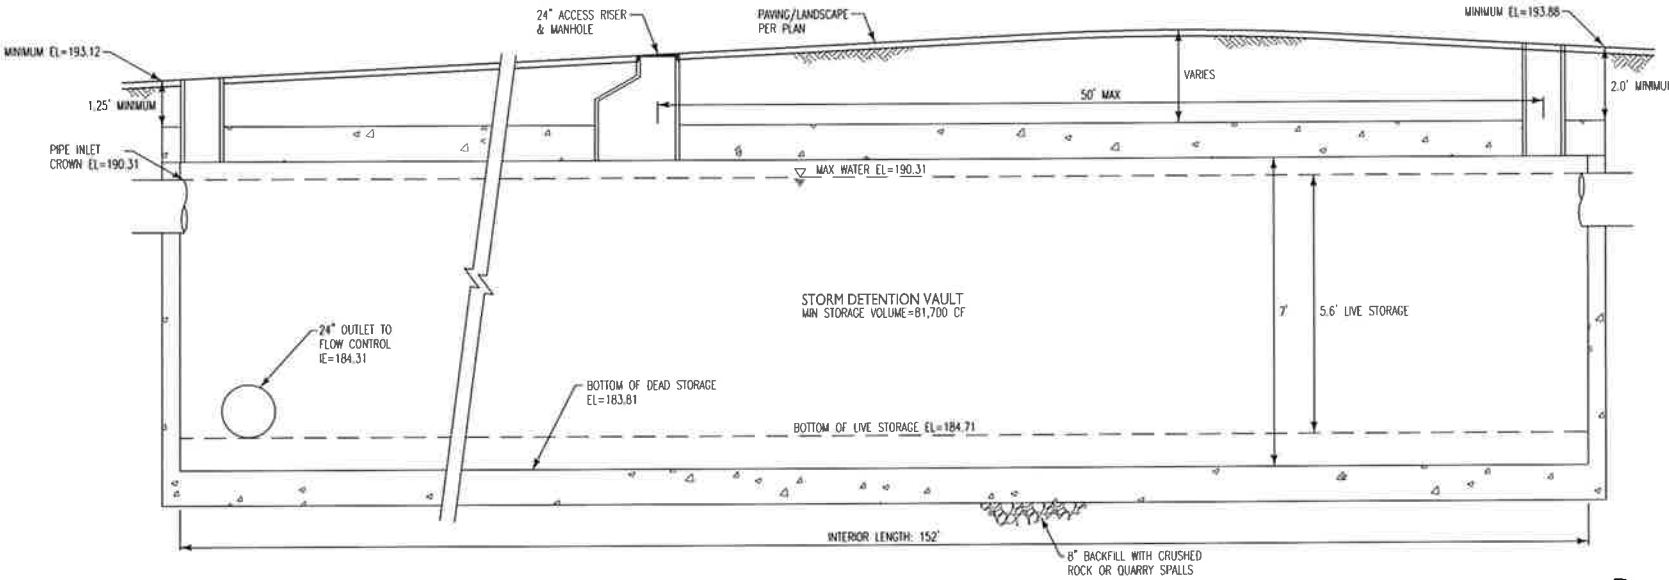 24" ACCESS RISER
& MANHOLE
PAVING/LANDSCAPE
PER PLAN
MINIMUM EL=193.88
MINIMUM EL=193.12
VARIES
1.25' MINIMUM
50' MAX
2.0' MINIMUM
PIPE INLET
CROWN EL=190.31
MAX WATER EL=190.31
STORM DETENTION VAULT
MIN STORAGE VOLUME=81,700 CF
7'
5.6' LIVE STORAGE
24" OUTLET TO
FLOW CONTROL
IE=184.31
BOTTOM OF DEAD STORAGE
EL=183.81
BOTTOM OF LIVE STORAGE EL=184.71
INTERIOR LENGTH: 152'
8" BACKFILL WITH CRUSHED
ROCK OR QUARRY SPALLS